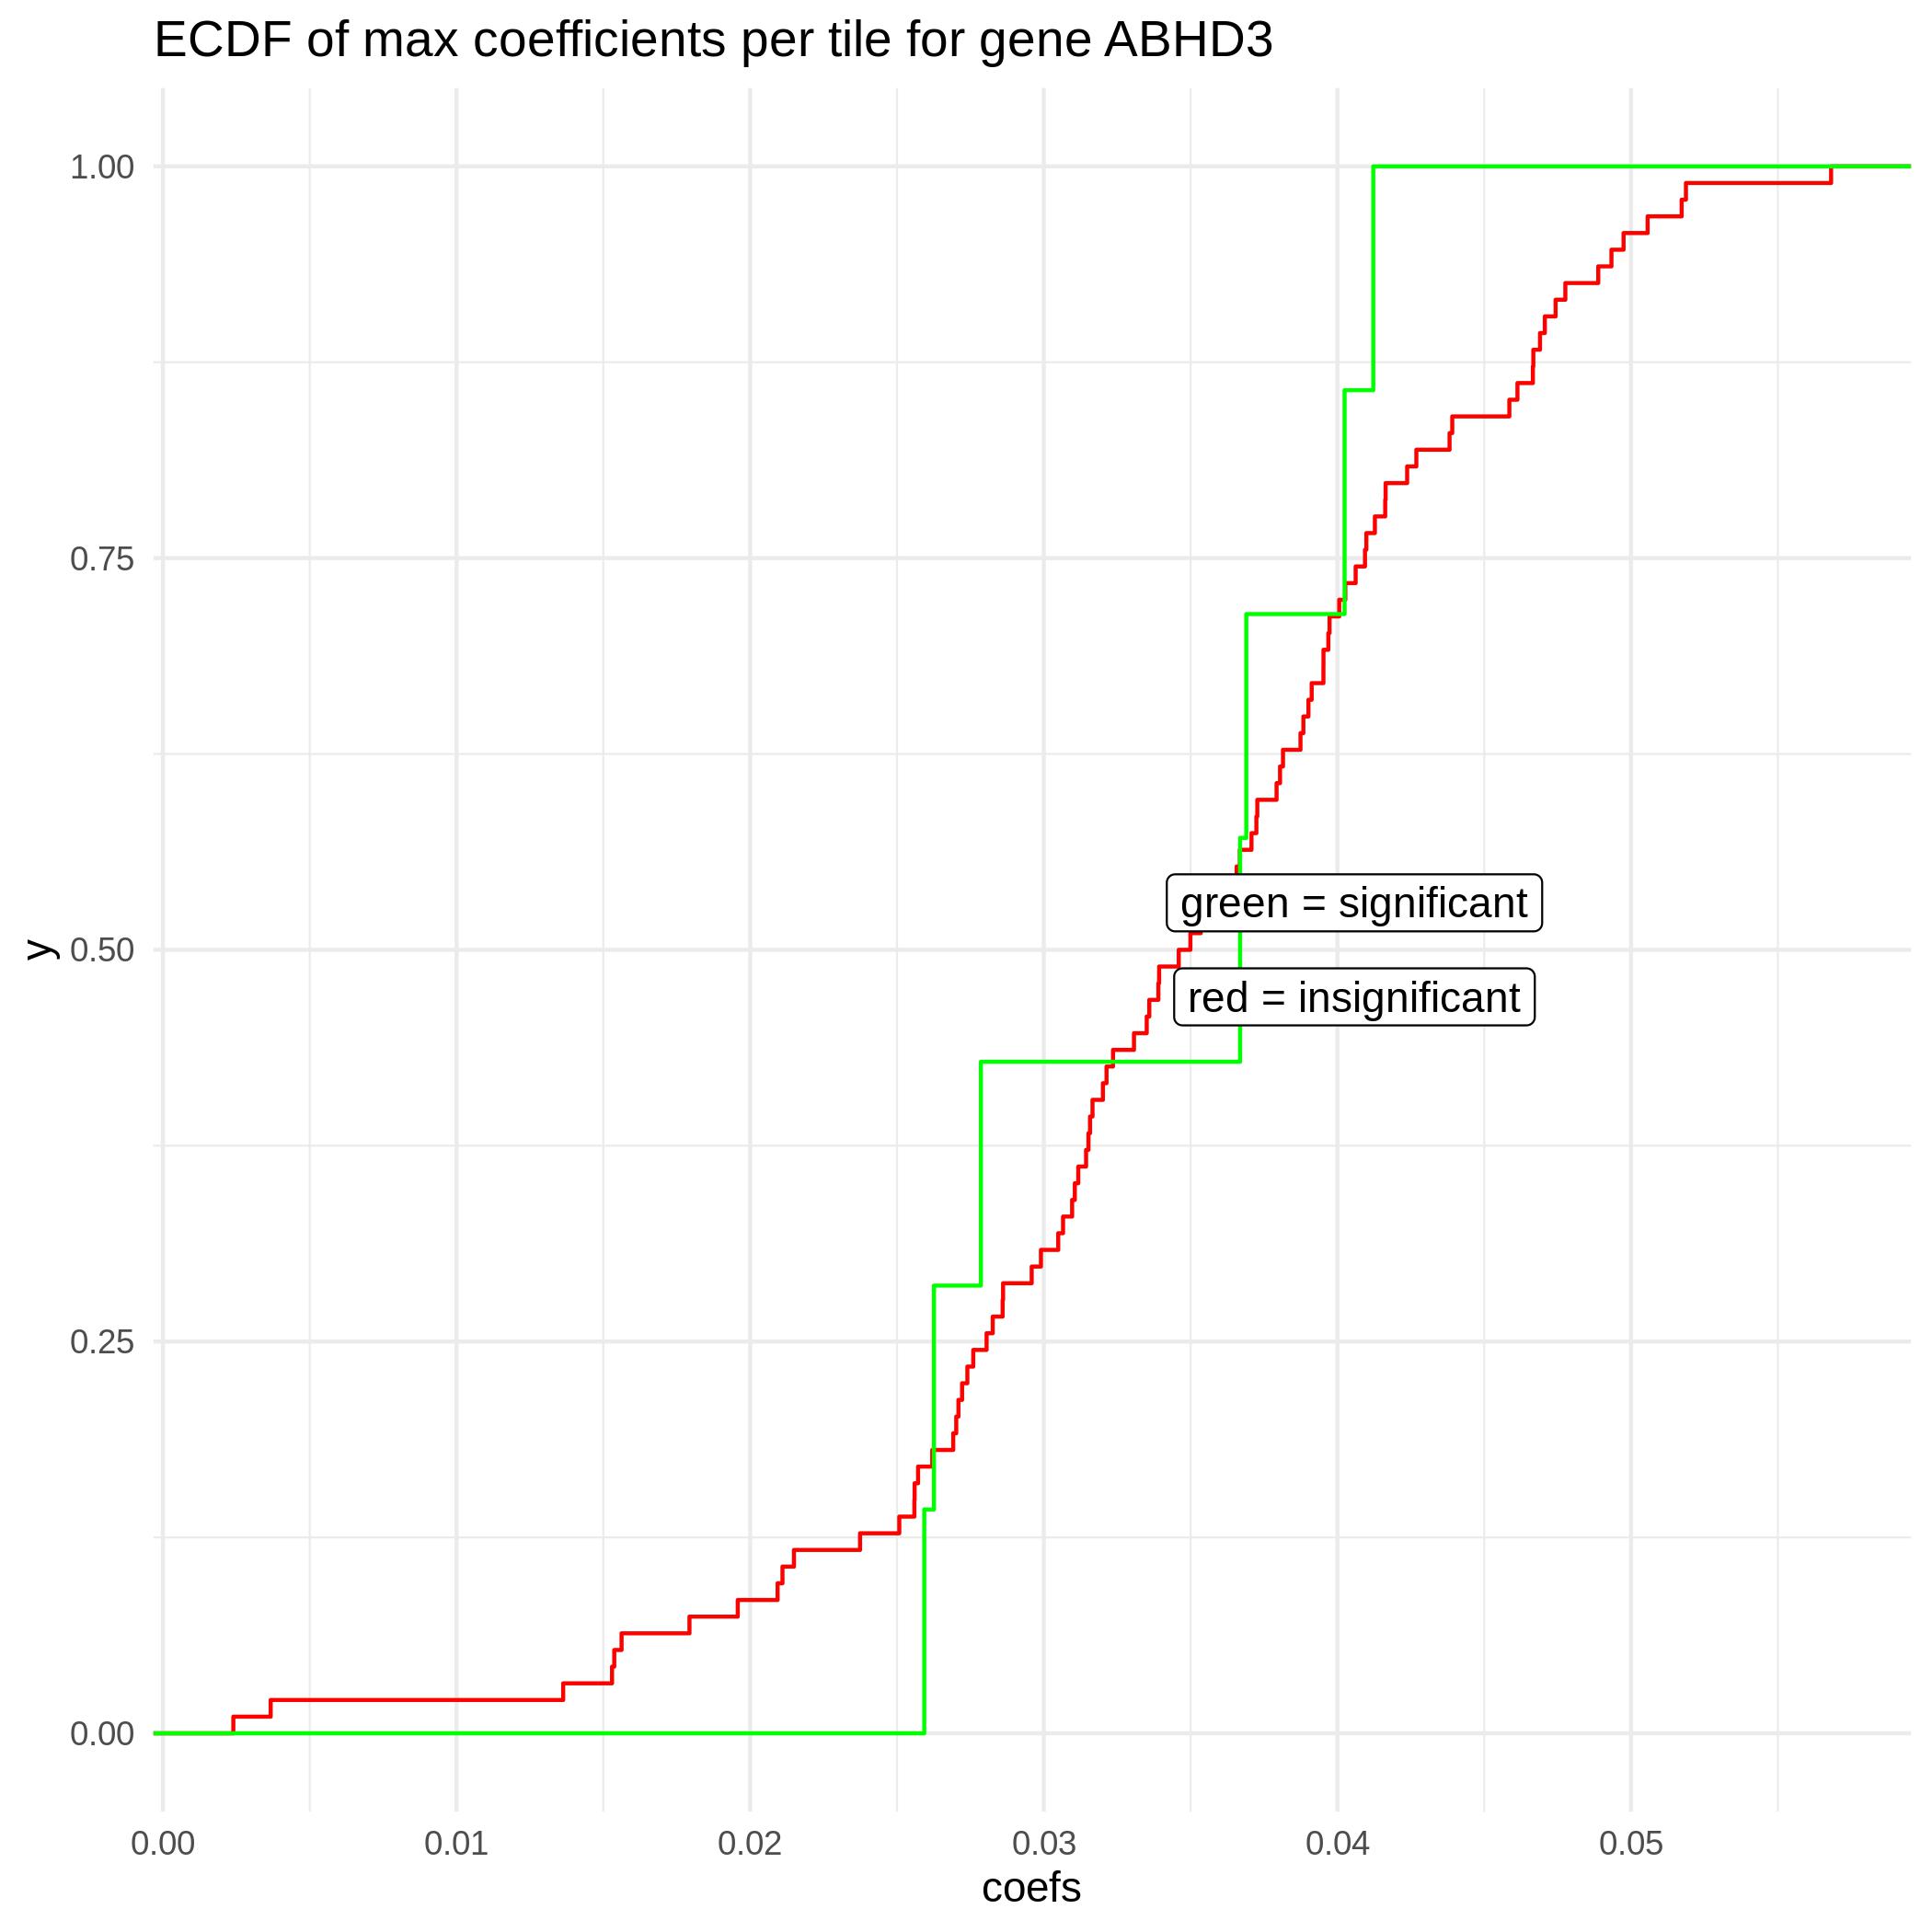 ECDF of max coefficients per tile for gene ABHD3
1.00
0.75
0.50
0.25
0.00
y
green = significant
red = insignificant
0.00 0.01 0.02 0.03 0.04 0.05
coefs